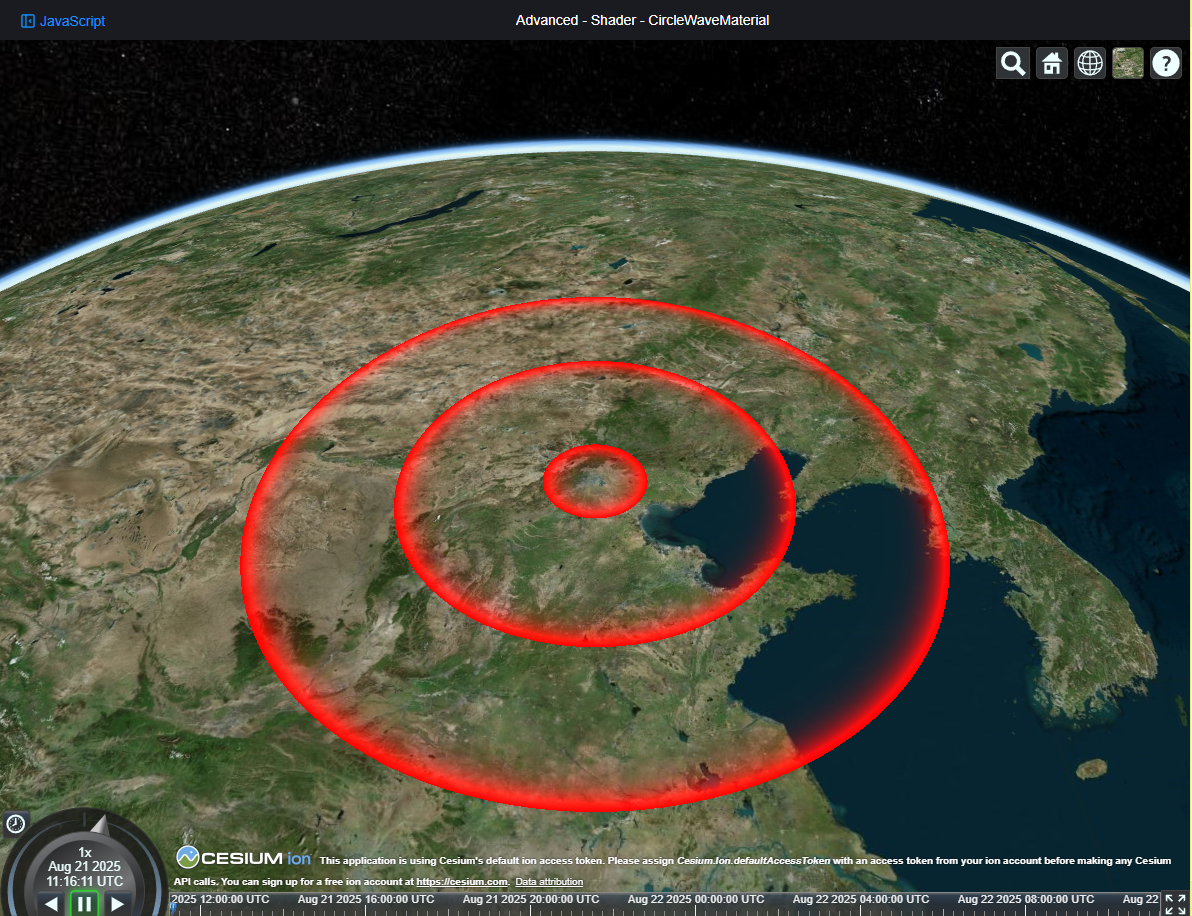 JavaScript
Advanced - Shader - CircleWaveMaterial
?
1x
Aug 21 2025
11:16:11 UTC
CESIUM ion This application is using Cesium's default ion access token. Please assign Cesium.Ion.defaultAccessToken with an access token from your ion account before making any Cesium
API calls. You can sign up for a free ion account at https://cesium.com. Data attribution
2025 12:00:00 UTC Aug 21 2025 16:00:00 UTC Aug 21 2025 20:00:00 UTC Aug 22 2025 00:00:00 UTC Aug 22 2025 04:00:00 UTC Aug 22 2025 08:00:00 UTC Aug 22